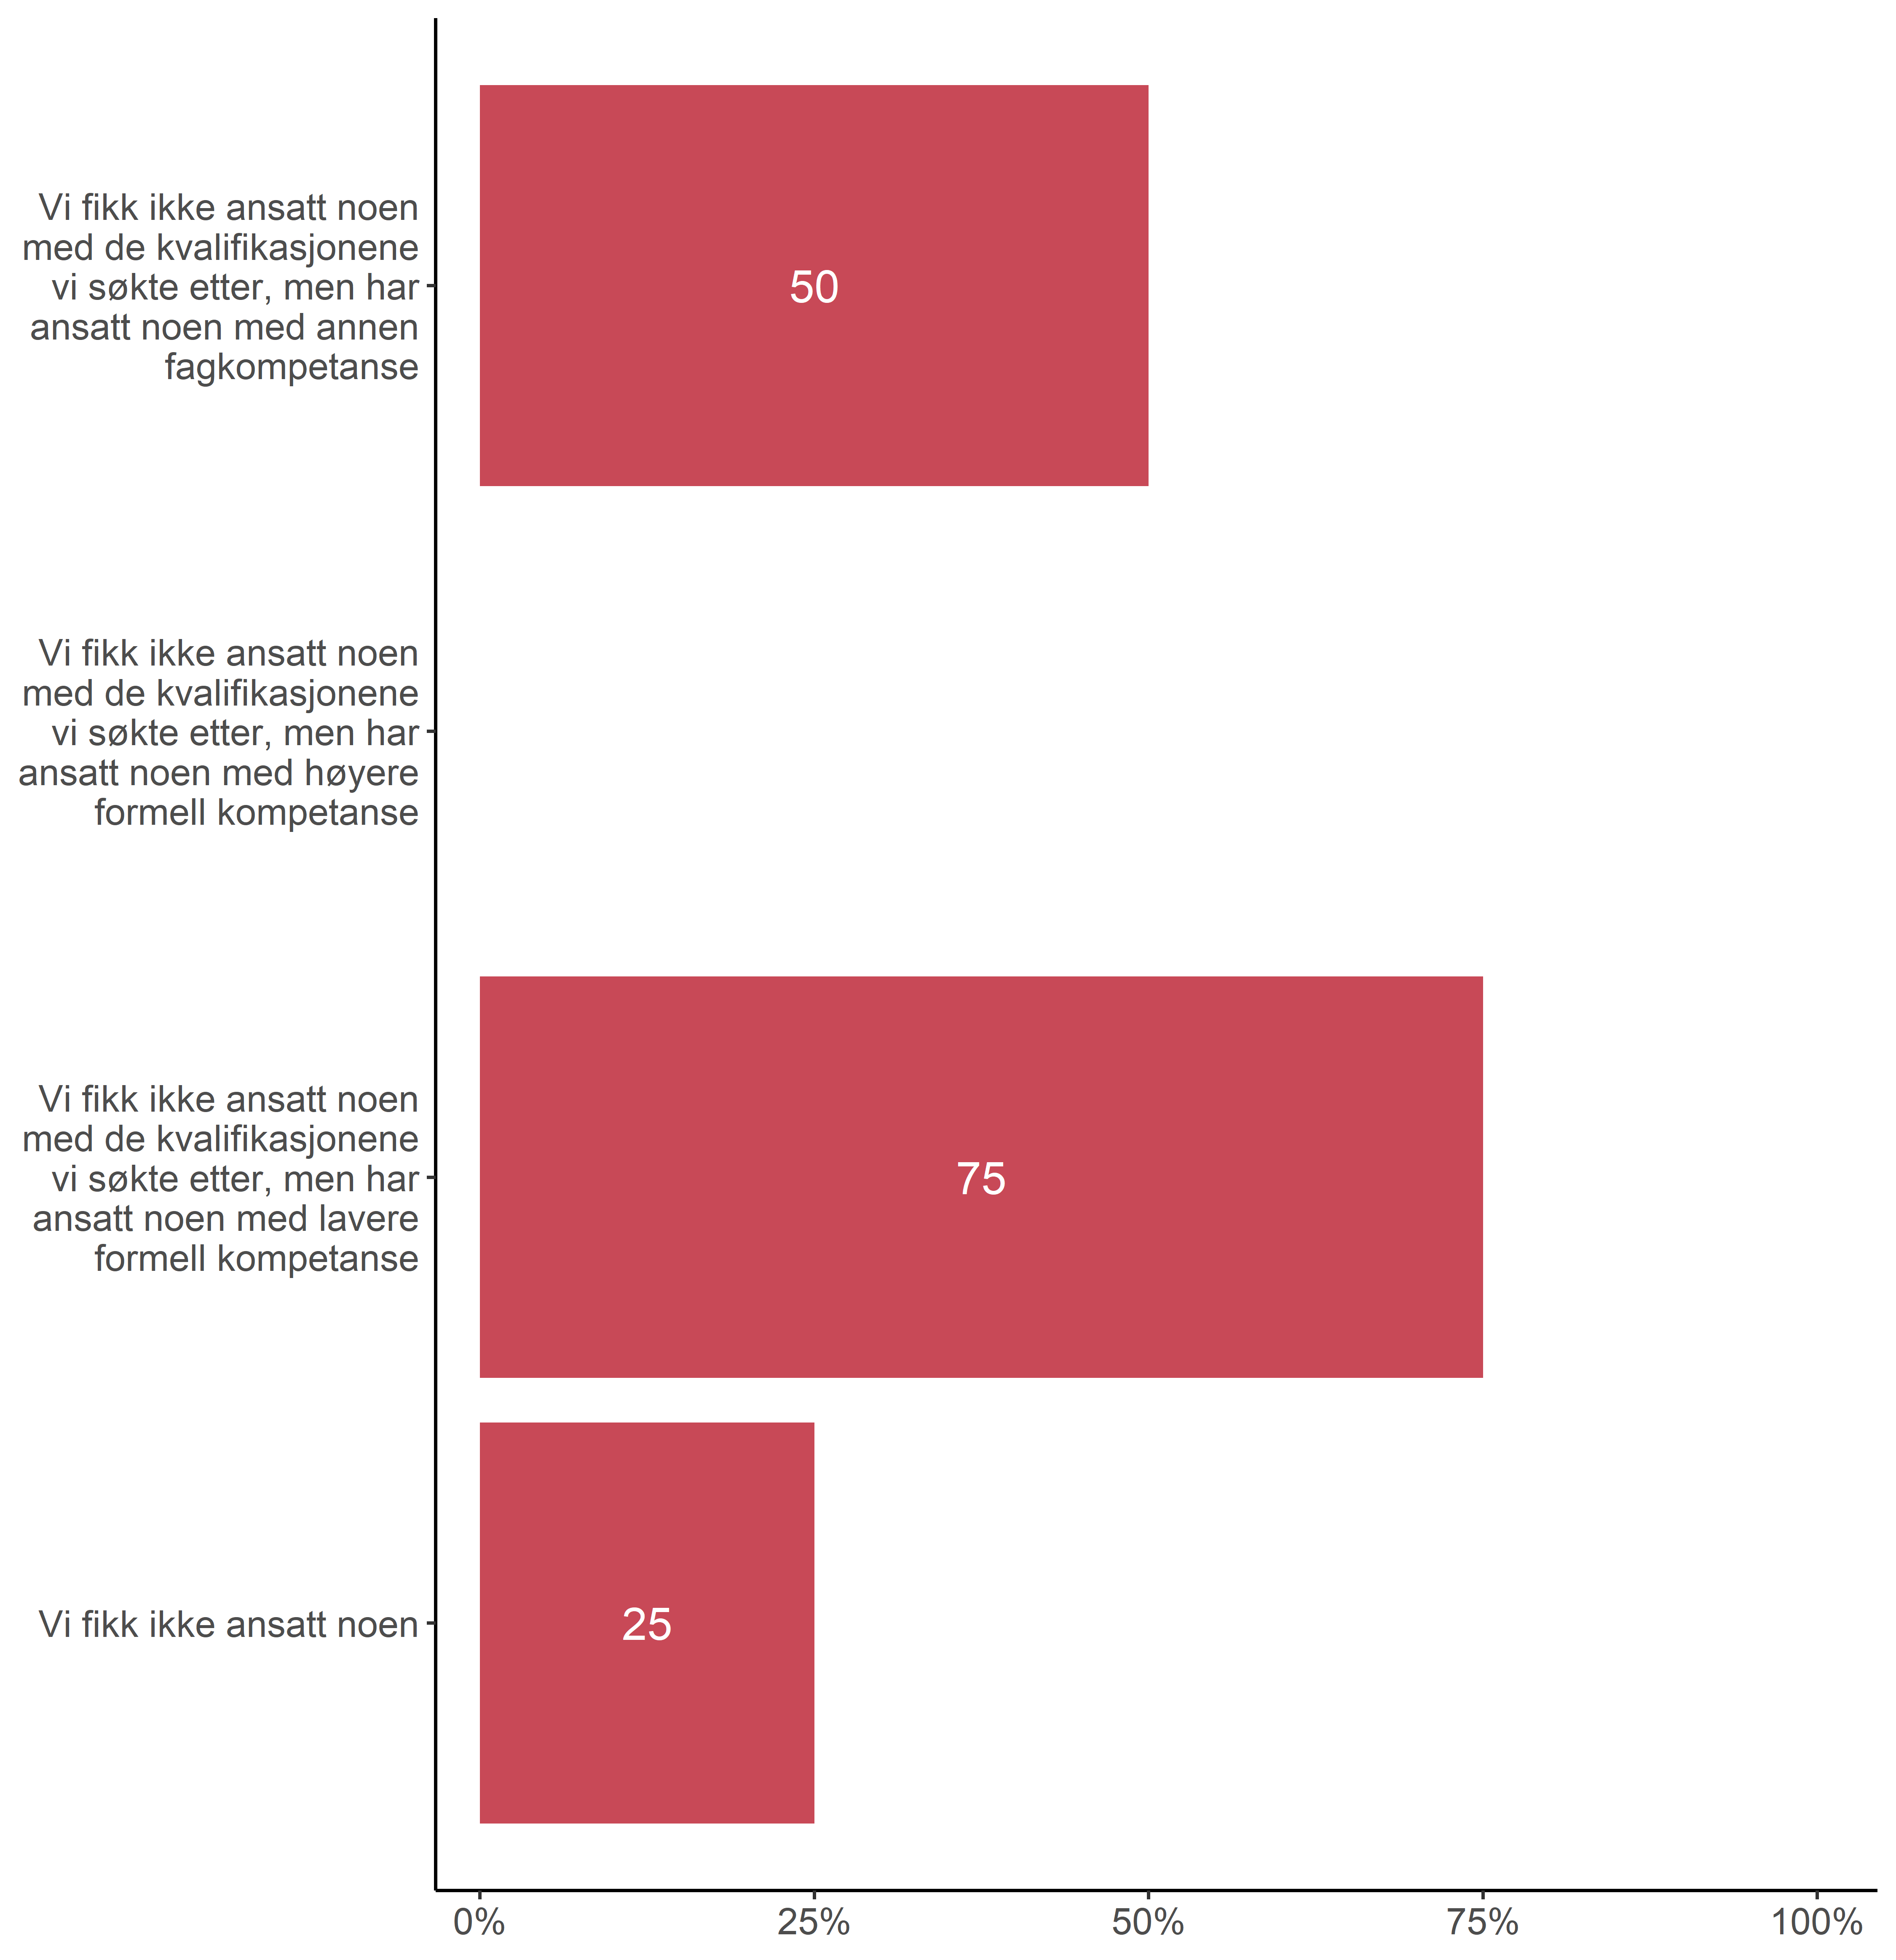 Vi fikk ikke ansatt noen
med de kvalifikasjonene
vi søkte etter, men har
ansatt noen med annen
fagkompetanse
50
Vi fikk ikke ansatt noen
med de kvalifikasjonene
vi søkte etter, men har
ansatt noen med høyere
formell kompetanse
Vi fikk ikke ansatt noen
med de kvalifikasjonene
vi søkte etter, men har
ansatt noen med lavere
formell kompetanse
75
Vi fikk ikke ansatt noen
25
0% 25% 50% 75% 100%